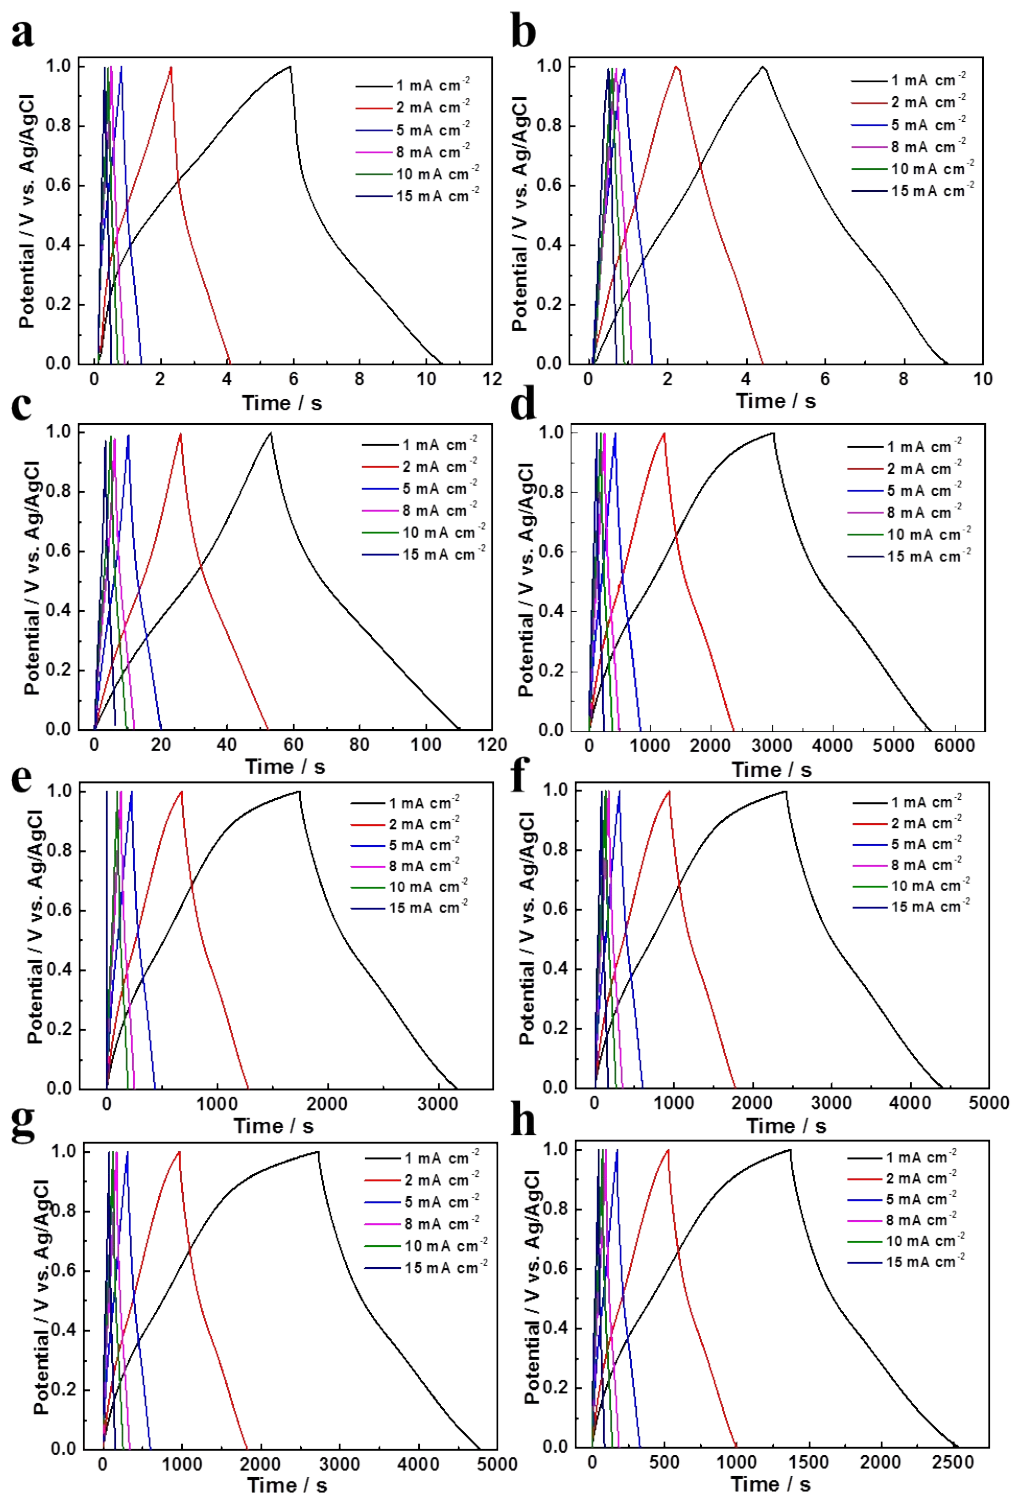 a
Potential / V vs. Ag/AgCl
1.0
0.8
0.6
0.4
0.2
0.0
1 mA cm-2
2 mA cm-2
5 mA cm-2
8 mA cm-2
10 mA cm-2
15 mA cm-2
0 2 4 6 8 10 12
Time / s
b
Potential / V vs. Ag/AgCl
1.0
0.8
0.6
0.4
0.2
0.0
1 mA cm-2
2 mA cm-2
5 mA cm-2
8 mA cm-2
10 mA cm-2
15 mA cm-2
0 2 4 6 8 10
Time / s
c
Potential / V vs. Ag/AgCl
1.0
0.8
0.6
0.4
0.2
0.0
1 mA cm-2
2 mA cm-2
5 mA cm-2
8 mA cm-2
10 mA cm-2
15 mA cm-2
0 20 40 60 80 100 120
Time / s
d
Potential / V vs. Ag/AgCl
1.0
0.8
0.6
0.4
0.2
0.0
1 mA cm-2
2 mA cm-2
5 mA cm-2
8 mA cm-2
10 mA cm-2
15 mA cm-2
0 1000 2000 3000 4000 5000 6000
Time / s
e
Potential / V vs. Ag/AgCl
1.0
0.8
0.6
0.4
0.2
0.0
1 mA cm-2
2 mA cm-2
5 mA cm-2
8 mA cm-2
10 mA cm-2
15 mA cm-2
0 1000 2000 3000
Time / s
f
Potential / V vs. Ag/AgCl
1.0
0.8
0.6
0.4
0.2
0.0
1 mA cm-2
2 mA cm-2
5 mA cm-2
8 mA cm-2
10 mA cm-2
15 mA cm-2
0 1000 2000 3000 4000 5000
Time / s
g
Potential / V vs. Ag/AgCl
1.0
0.8
0.6
0.4
0.2
0.0
1 mA cm-2
2 mA cm-2
5 mA cm-2
8 mA cm-2
10 mA cm-2
15 mA cm-2
0 1000 2000 3000 4000 5000
Time / s
h
Potential / V vs. Ag/AgCl
1.0
0.8
0.6
0.4
0.2
0.0
1 mA cm-2
2 mA cm-2
5 mA cm-2
8 mA cm-2
10 mA cm-2
15 mA cm-2
0 500 1000 1500 2000 2500
Time / s